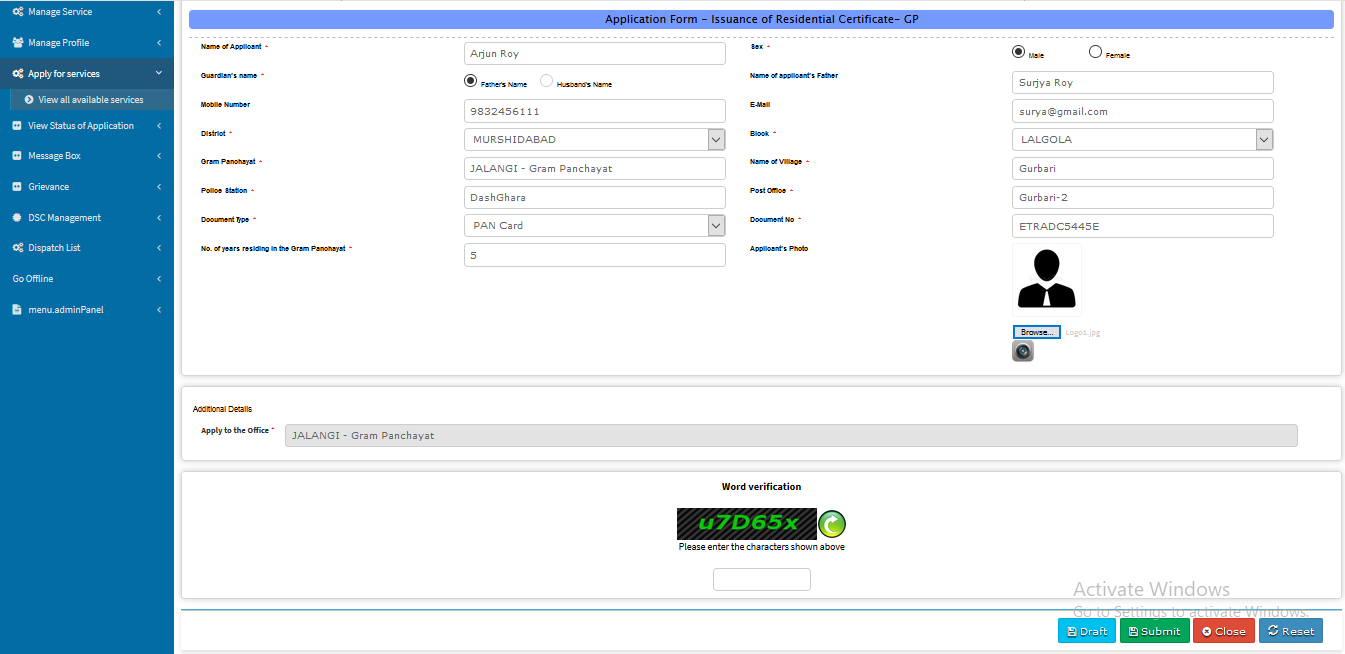 Manage Service
Manage Profile
Apply for services
View all available services
View Status of Application
Message Box
Grievance
DSC Management
Dispatch List
Go Offline
menu.adminPanel
Application Form - Issuance of Residential Certificate- GP
Name of Applicant * Arjun Roy Sex * Male Female
Guardian's name * Father's Name Husband's Name Name of applicant's Father Surjya Roy
Mobile Number 9832456111 E-Mail surya@gmail.com
District * MURSHIDABAD Block * LALGOLA
Gram Panchayat * JALANGI - Gram Panchayat Name of Village * Gurbari
Police Station * DashGhara Post Office * Gurbari-2
Document Type * PAN Card Document No * ETRADC5445E
No. of years residing in the Gram Panchayat * 5 Applicant's Photo
Browse... Logo1.jpg
Additional Details
Apply to the Office * JALANGI - Gram Panchayat
Word verification
u7D65x
Please enter the characters shown above
Activate Windows
Go to Settings to activate Windows.
Draft Submit Close Reset